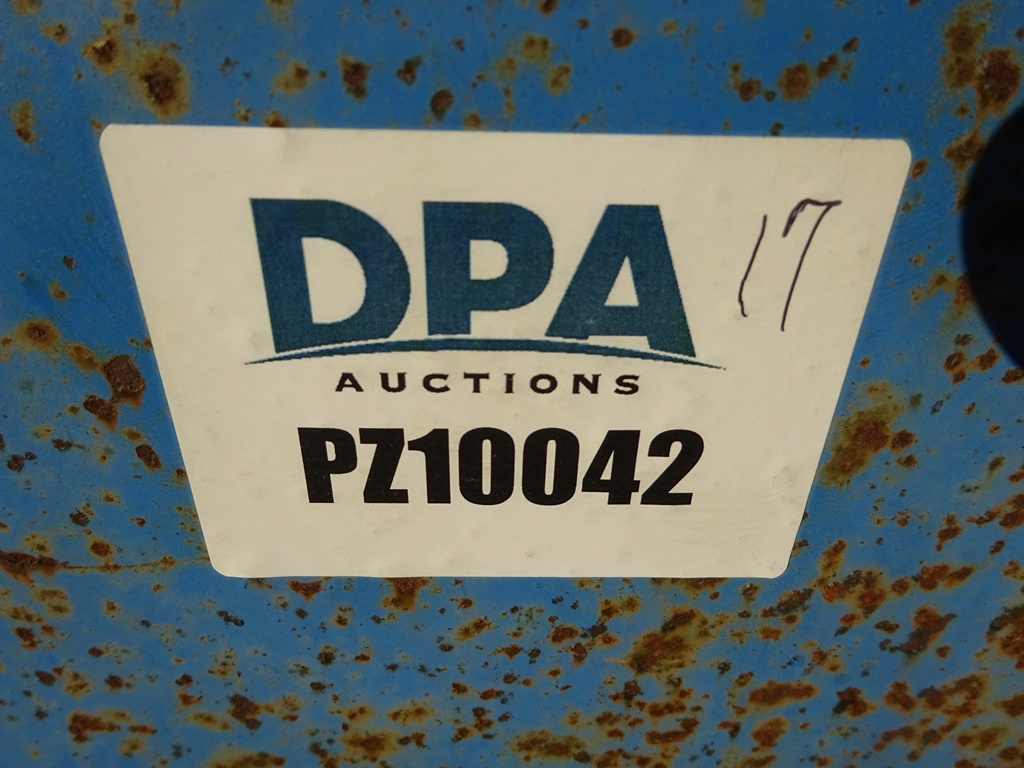 DPA
17
AUCTIONS
PZ10042